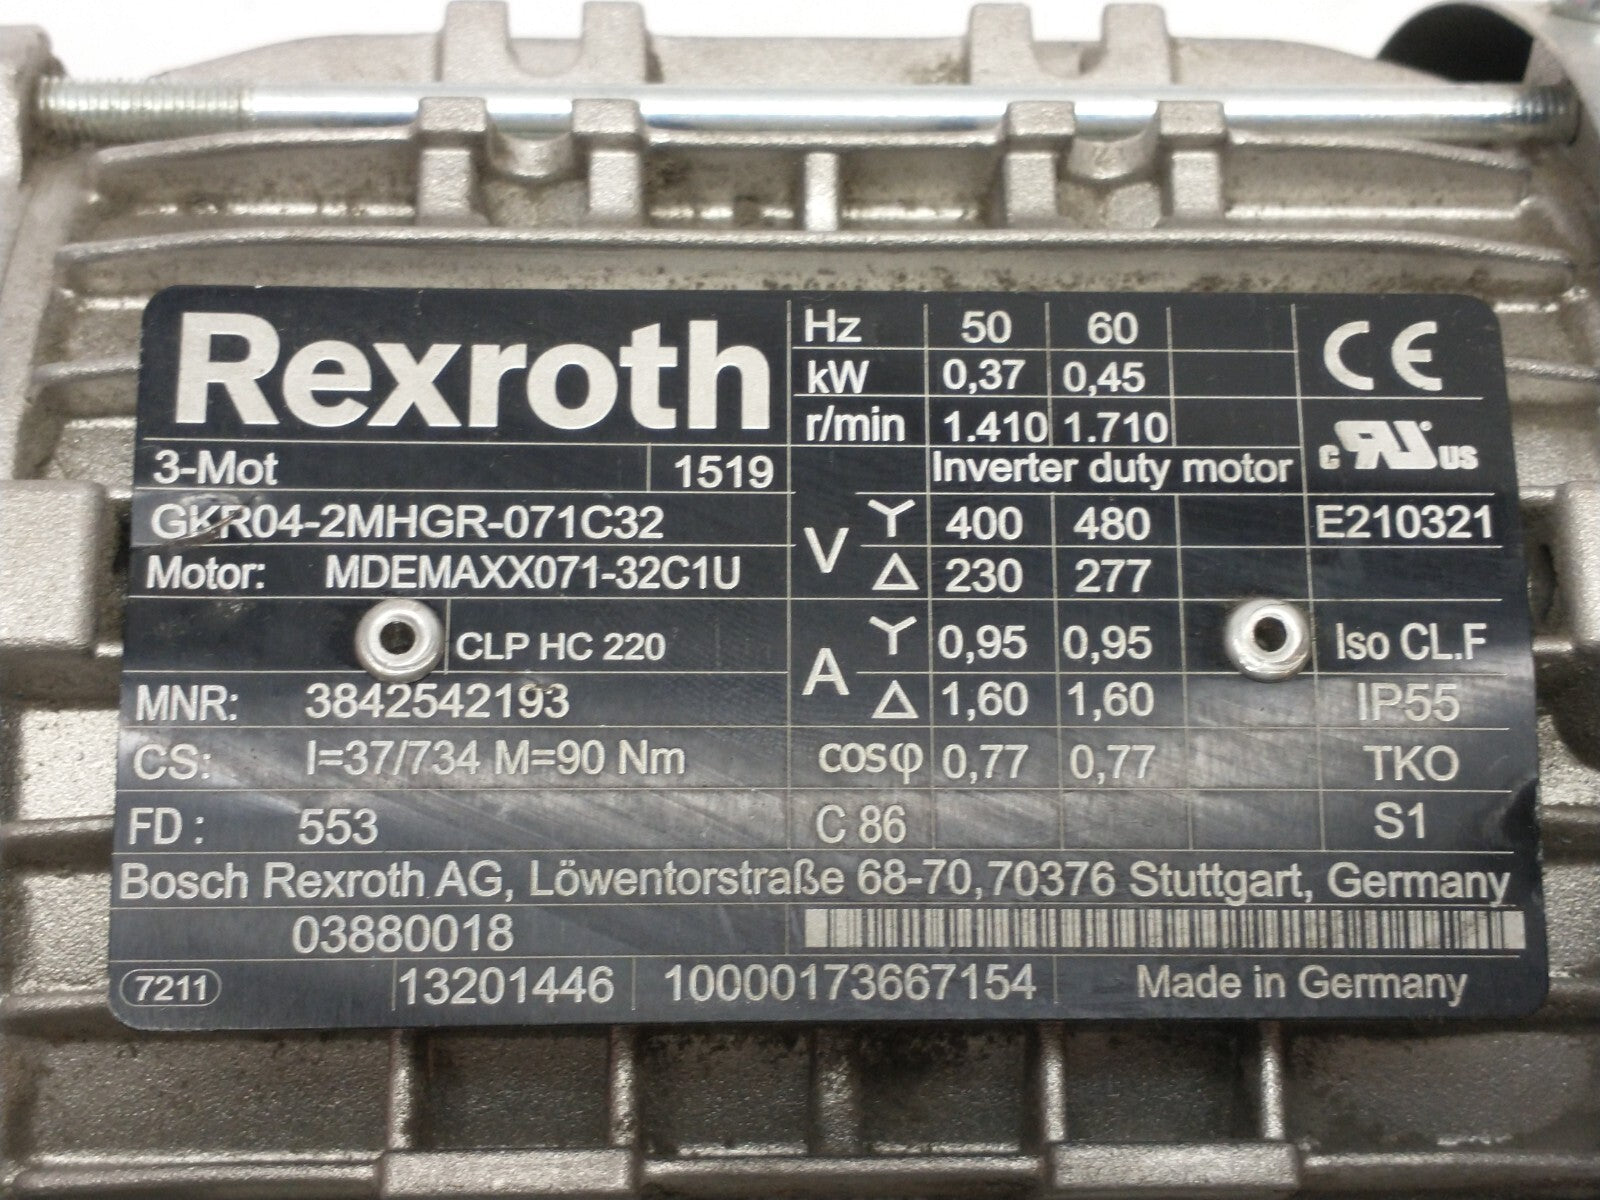 Rexroth
Hz 50 60
kW 0,37 0,45
r/min 1.410 1.710
CE
c RU US
3-Mot 1519
Inverter duty motor
GKR04-2MHGR-071C32
V Y 400 480
E210321
Motor: MDEMAXX071-32C1U
△ 230 277
CLP HC 220
A Y 0,95 0,95
Iso CL.F
MNR: 3842542193
△ 1,60 1,60
IP55
CS: I=37/734 M=90 Nm
cosφ 0,77 0,77
TKO
FD: 553
C 86
S1
Bosch Rexroth AG, Löwentorstraße 68-70, 70376 Stuttgart, Germany
03880018
7211 13201446 10000173667154 Made in Germany